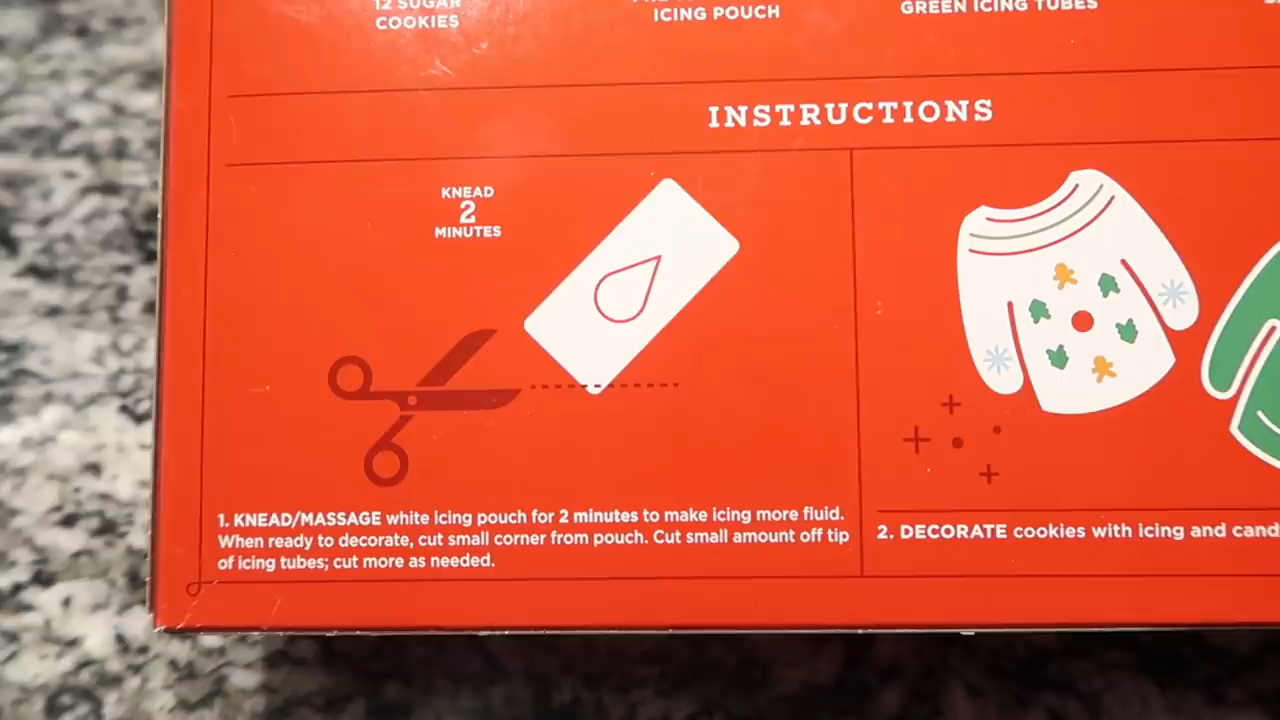 12 SUGAR
COOKIES
ICING POUCH
GREEN ICING TUBES
INSTRUCTIONS
KNEAD
2
MINUTES
1. KNEAD/MASSAGE white icing pouch for 2 minutes to make icing more fluid.
When ready to decorate, cut small corner from pouch. Cut small amount off tip
of icing tubes; cut more as needed.
2. DECORATE cookies with icing and cand